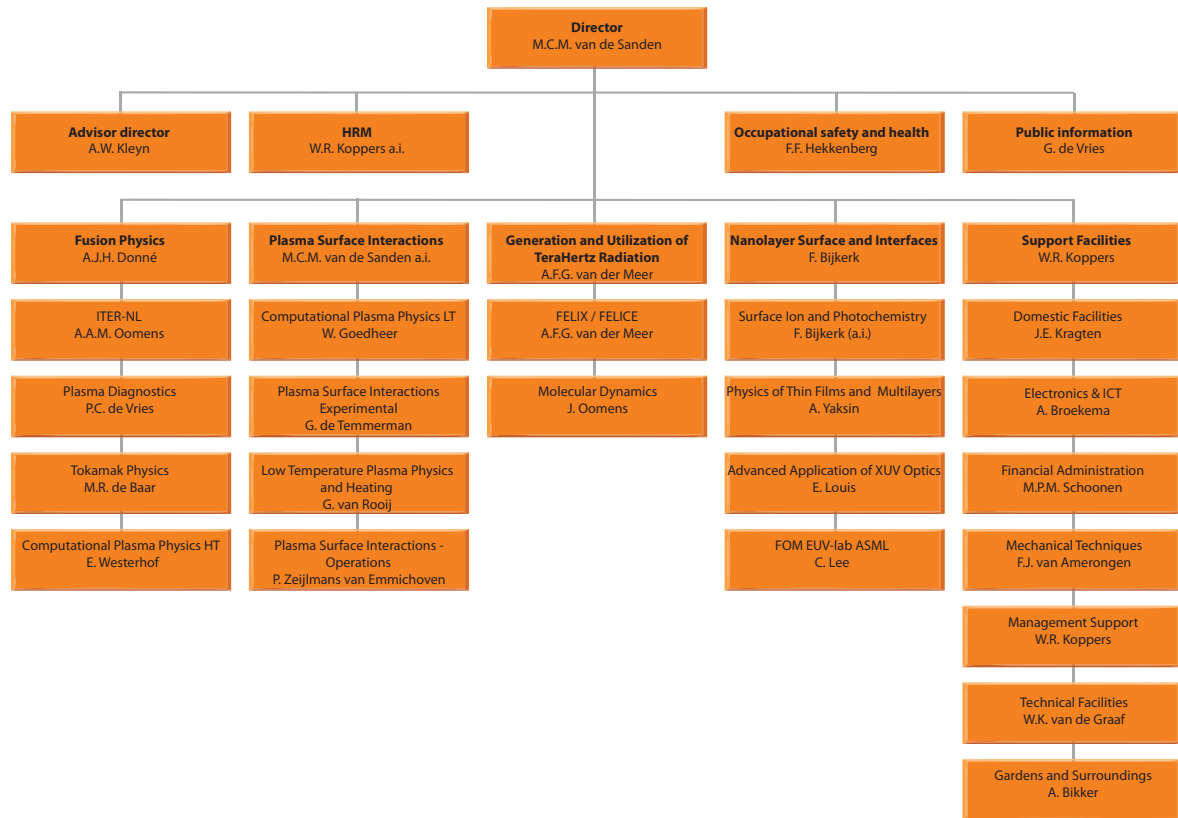 Director
M.C.M. van de Sanden
Advisor director
A.W. Kleyn
HRM
W.R. Koppers a.i.
Occupational safety and health
F.F. Hekkenberg
Public information
G. de Vries
Fusion Physics
A.J.H. Donné
Plasma Surface Interactions
M.C.M. van de Sanden a.i.
Generation and Utilization of
TeraHertz Radiation
A.F.G. van der Meer
Nanolayer Surface and Interfaces
F. Bijkerk
Support Facilities
W.R. Koppers
ITER-NL
A.A.M. Oomens
Computational Plasma Physics LT
W. Goedheer
FELIX / FELICE
A.F.G. van der Meer
Surface Ion and Photochemistry
F. Bijkerk (a.i.)
Domestic Facilities
J.E. Kragten
Plasma Diagnostics
P.C. de Vries
Plasma Surface Interactions
Experimental
G. de Temmerman
Molecular Dynamics
J. Oomens
Physics of Thin Films and Multilayers
A. Yaksin
Electronics & ICT
A. Broekema
Tokamak Physics
M.R. de Baar
Low Temperature Plasma Physics
and Heating
G. van Rooij
Advanced Application of XUV Optics
E. Louis
Financial Administration
M.P.M. Schoonen
Computational Plasma Physics HT
E. Westerhof
Plasma Surface Interactions -
Operations
P. Zeijlmans van Emmichoven
FOM EUV-lab ASML
C. Lee
Mechanical Techniques
F.J. van Amerongen
Management Support
W.R. Koppers
Technical Facilities
W.K. van de Graaf
Gardens and Surroundings
A. Bikker